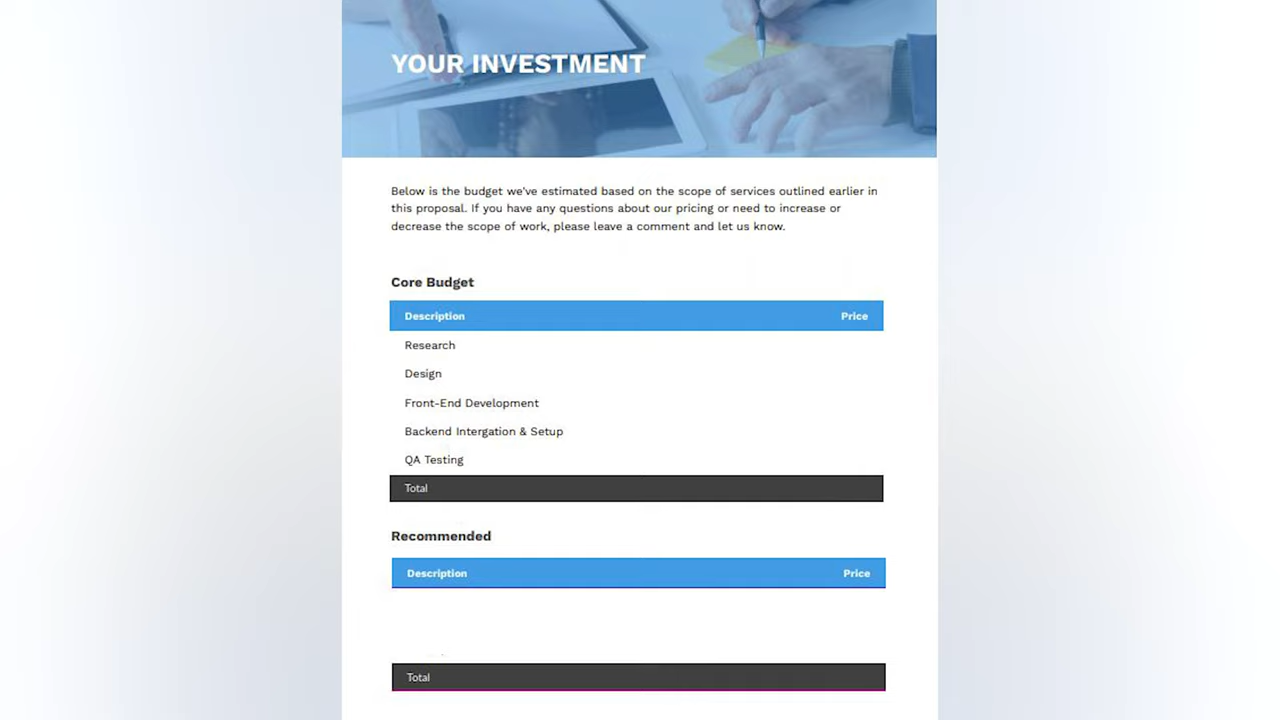 YOUR INVESTMENT
Below is the budget we've estimated based on the scope of services outlined earlier in
this proposal. If you have any questions about our pricing or need to increase or
decrease the scope of work, please leave a comment and let us know.
Core Budget
Description Price
Research
Design
Front-End Development
Backend Intergation & Setup
QA Testing
Total
Recommended
Description Price
Total